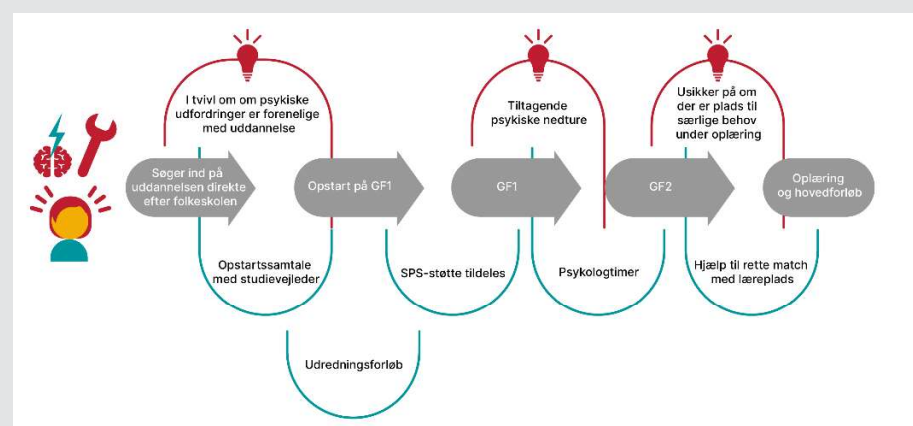 I tvivl om om psykiske
udfordringer er forenelige
med uddannelse
Tiltagende
psykiske nedture
Usikker på om
der er plads til
særlige behov
under oplæring
Søger ind på
uddannelsen direkte
efter folkeskolen
Opstart på GF1
GF1
GF2
Oplæring
og hovedforløb
Opstartssamtale
med studievejleder
SPS-støtte tildeles
Psykologtimer
Hjælp til rette match
med læreplads
Udredningsforløb